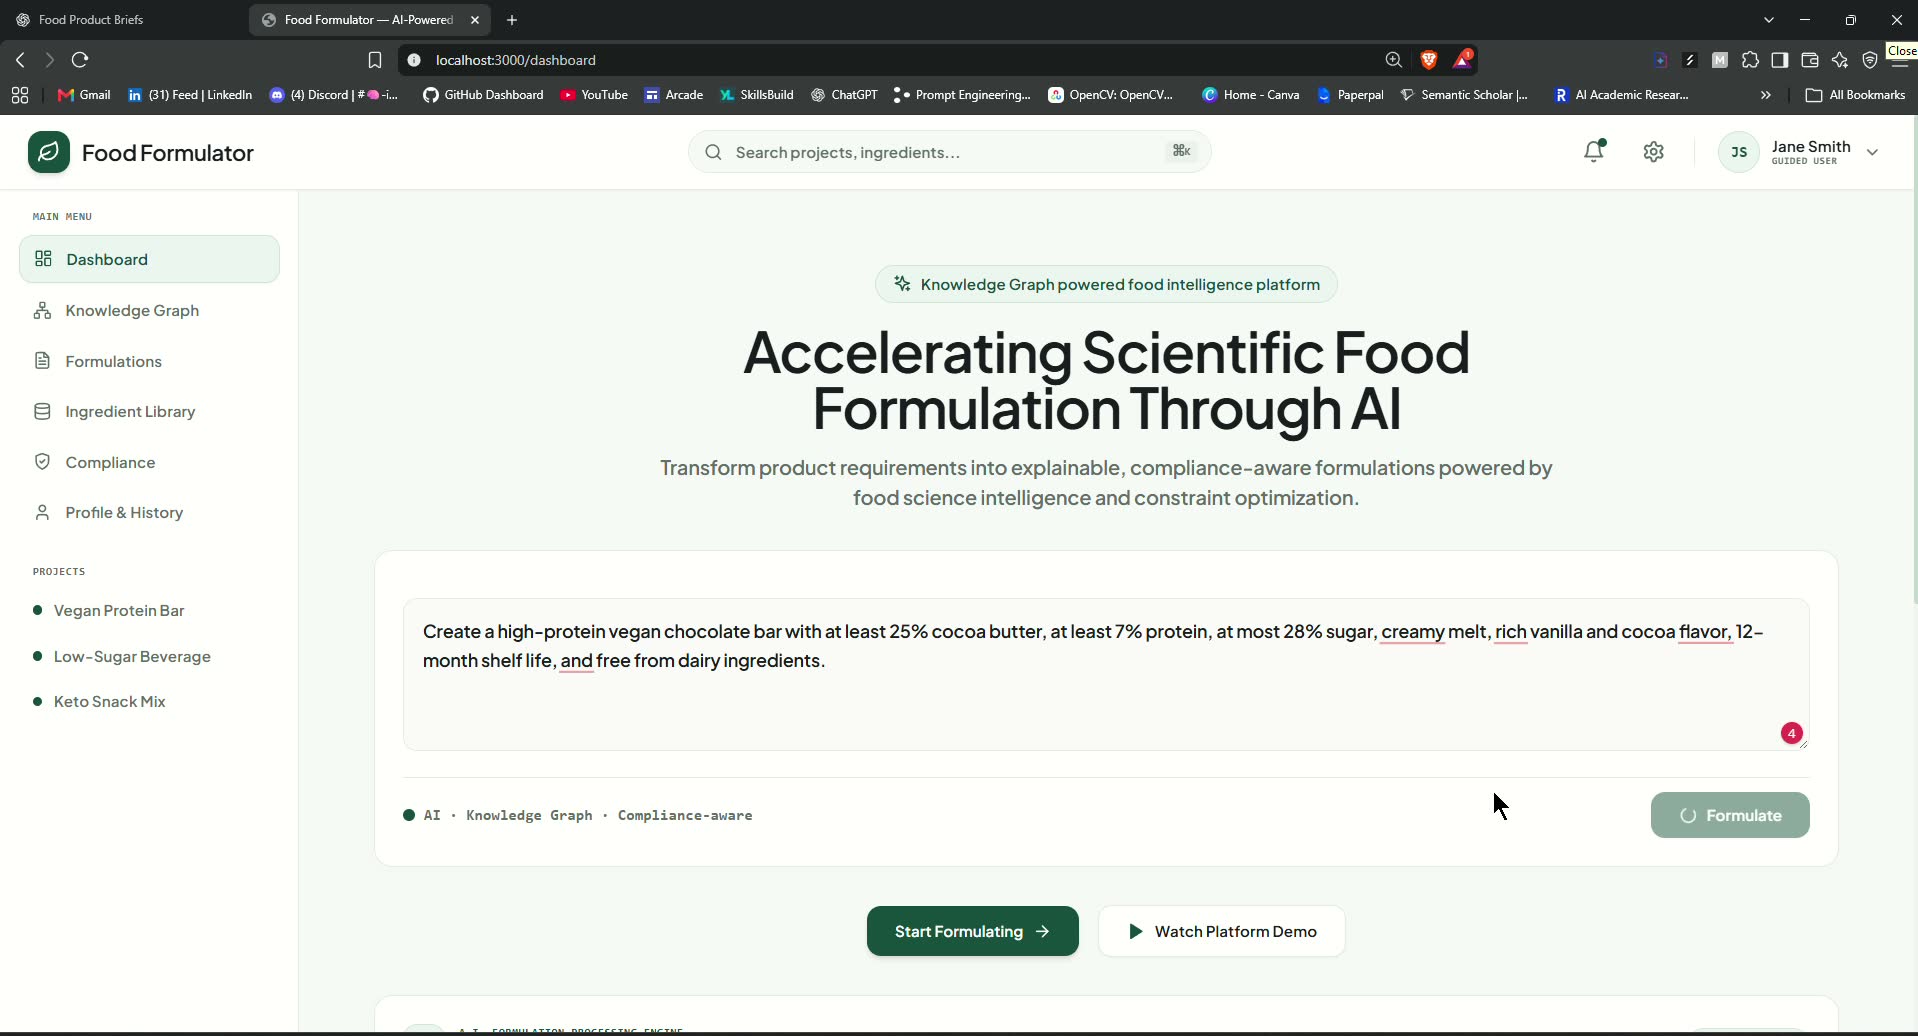 Food Product Briefs
Food Formulator — AI-Powered
Close
localhost:3000/dashboard
1
Gmail
(31) Feed | LinkedIn
(4) Discord | #🧠-i...
GitHub Dashboard
YouTube
Arcade
SkillsBuild
ChatGPT
Prompt Engineering...
OpenCV: OpenCV...
Home - Canva
Paperpal
Semantic Scholar |...
AI Academic Resear...
All Bookmarks
Food Formulator
Search projects, ingredients...
⌘K
JS
Jane Smith
GUIDED USER
MAIN MENU
Dashboard
Knowledge Graph
Formulations
Ingredient Library
Compliance
Profile & History
PROJECTS
Vegan Protein Bar
Low-Sugar Beverage
Keto Snack Mix
Knowledge Graph powered food intelligence platform
Accelerating Scientific Food
Formulation Through AI
Transform product requirements into explainable, compliance-aware formulations powered by
food science intelligence and constraint optimization.
Create a high-protein vegan chocolate bar with at least 25% cocoa butter, at least 7% protein, at most 28% sugar, creamy melt, rich vanilla and cocoa flavor, 12-
month shelf life, and free from dairy ingredients.
4
AI · Knowledge Graph · Compliance-aware
Formulate
Start Formulating →
Watch Platform Demo